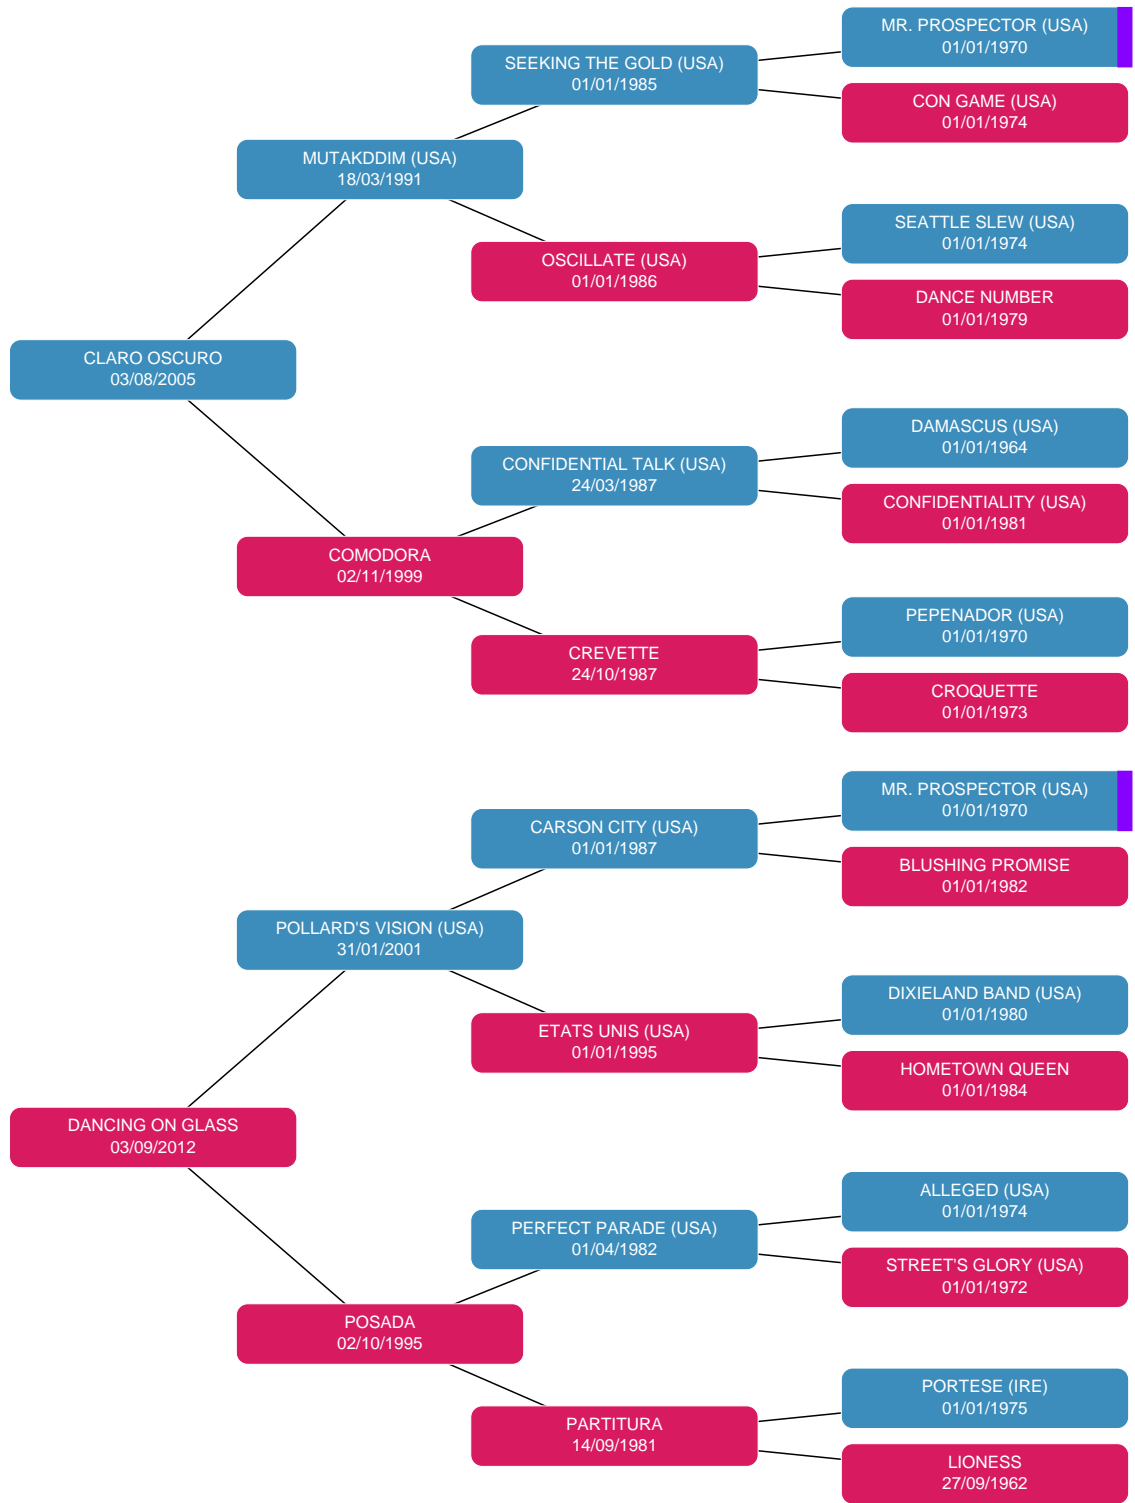 MR. PROSPECTOR (USA)
01/01/1970
SEEKING THE GOLD (USA)
01/01/1985
CON GAME (USA)
01/01/1974
MUTAKDDIM (USA)
18/03/1991
SEATTLE SLEW (USA)
01/01/1974
OSCILLATE (USA)
01/01/1986
DANCE NUMBER
01/01/1979
CLARO OSCURO
03/08/2005
DAMASCUS (USA)
01/01/1964
CONFIDENTIAL TALK (USA)
24/03/1987
CONFIDENTIALITY (USA)
01/01/1981
COMODORA
02/11/1999
PEPENADOR (USA)
01/01/1970
CREVETTE
24/10/1987
CROQUETTE
01/01/1973
MR. PROSPECTOR (USA)
01/01/1970
CARSON CITY (USA)
01/01/1987
BLUSHING PROMISE
01/01/1982
POLLARD'S VISION (USA)
31/01/2001
DIXIELAND BAND (USA)
01/01/1980
ETATS UNIS (USA)
01/01/1995
HOMETOWN QUEEN
01/01/1984
DANCING ON GLASS
03/09/2012
ALLEGED (USA)
01/01/1974
PERFECT PARADE (USA)
01/04/1982
STREET'S GLORY (USA)
01/01/1972
POSADA
02/10/1995
PORTESE (IRE)
01/01/1975
PARTITURA
14/09/1981
LIONESS
27/09/1962